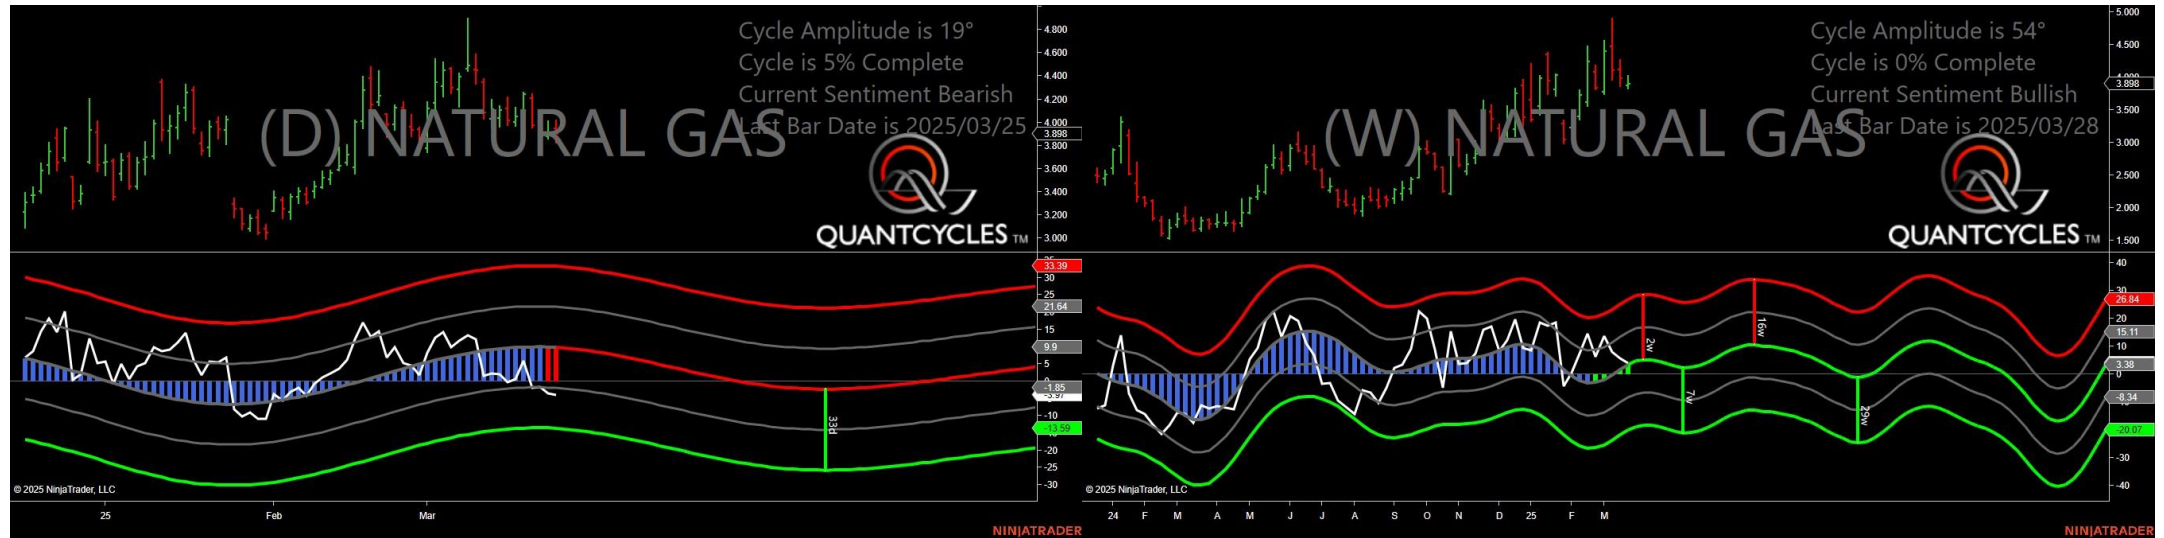 Cycle Amplitude is 19°
Cycle is 5% Complete
Current Sentiment Bearish
Last Bar Date is 2025/03/25
(D) NATURAL GAS
QUANTCYCLES TM
4.800
4.600
4.400
4.200
4.000
3.898
3.800
3.600
3.400
3.200
3.000
33.39
30
25
21.64
15
9.9
5
-1.85
-3.97
-10
-13.59
-20
-25
-30
33d
© 2025 NinjaTrader, LLC
25 Feb Mar
NINJATRADER
Cycle Amplitude is 54°
Cycle is 0% Complete
Current Sentiment Bullish
Last Bar Date is 2025/03/28
(W) NATURAL GAS
QUANTCYCLES TM
5.000
4.500
4.000
3.898
3.500
3.000
2.500
2.000
1.500
40
30
26.84
20
15.11
10
3.38
0
-8.34
-20.07
-30
-40
2w
7w
16w
29w
© 2025 NinjaTrader, LLC
24 F M A M J J A S O N D 25 F M
NINJATRADER